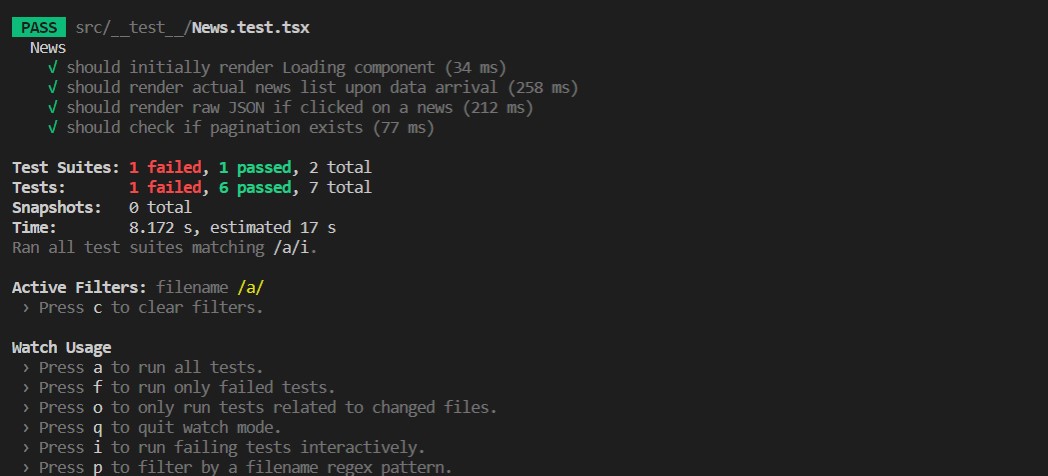 PASS src/__test__/News.test.tsx
News
√ should initially render Loading component (34 ms)
√ should render actual news list upon data arrival (258 ms)
√ should render raw JSON if clicked on a news (212 ms)
√ should check if pagination exists (77 ms)
Test Suites: 1 failed, 1 passed, 2 total
Tests: 1 failed, 6 passed, 7 total
Snapshots: 0 total
Time: 8.172 s, estimated 17 s
Ran all test suites matching /a/i.
Active Filters: filename /a/
› Press c to clear filters.
Watch Usage
› Press a to run all tests.
› Press f to run only failed tests.
› Press o to only run tests related to changed files.
› Press q to quit watch mode.
› Press i to run failing tests interactively.
› Press p to filter by a filename regex pattern.